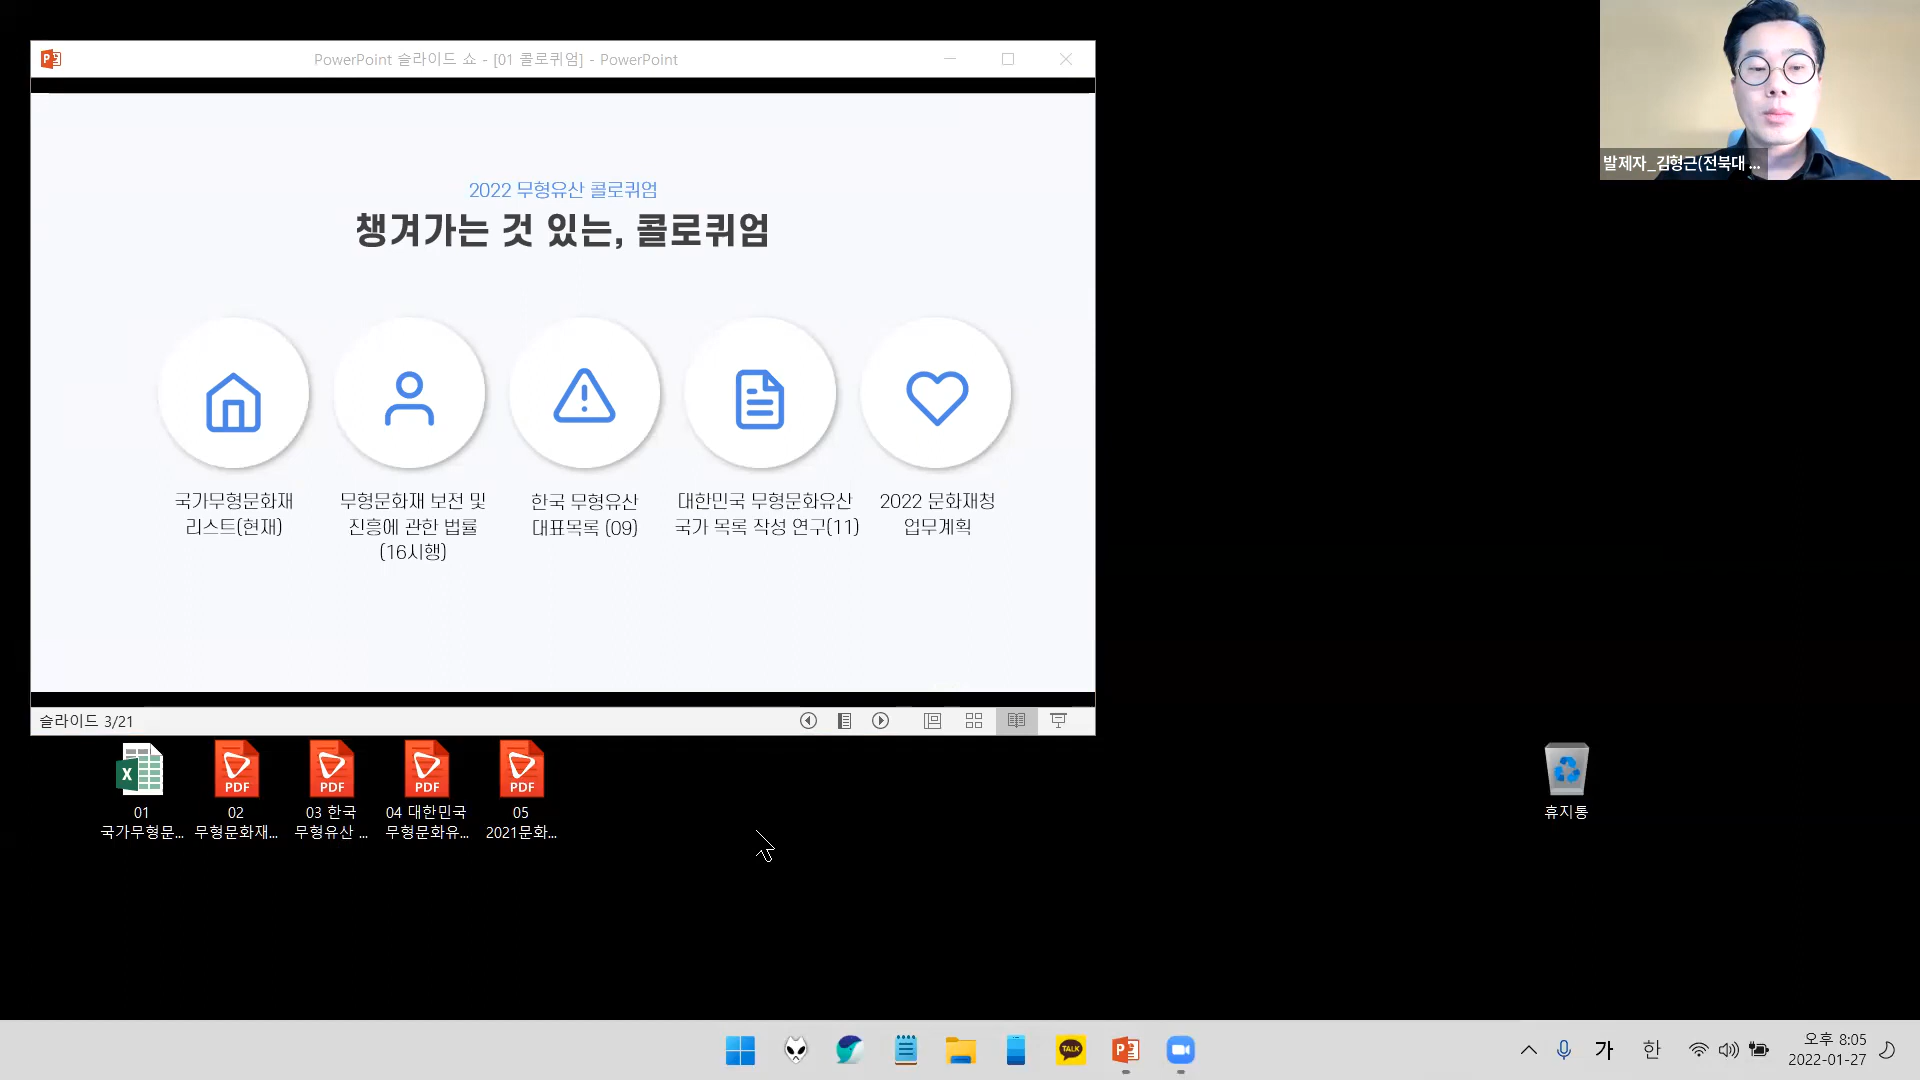 PowerPoint 슬라이드 쇼 - [01 콜로퀴엄] - PowerPoint
발제자_김형근(전북대 ...
2022 무형유산 콜로퀴엄
챙겨가는 것 있는, 콜로퀴엄
국가무형문화재
리스트(현재)
무형문화재 보전 및
진흥에 관한 법률
(16시행)
한국 무형유산
대표목록 (09)
대한민국 무형문화유산
국가 목록 작성 연구(11)
2022 문화재청
업무계획
슬라이드 3/21
PDF
PDF
PDF
PDF
01
국가무형문...
02
무형문화재...
03 한국
무형유산 ...
04 대한민국
무형문화유...
05
2021문화...
휴지통
TALK
가
한
오후 8:05
2022-01-27